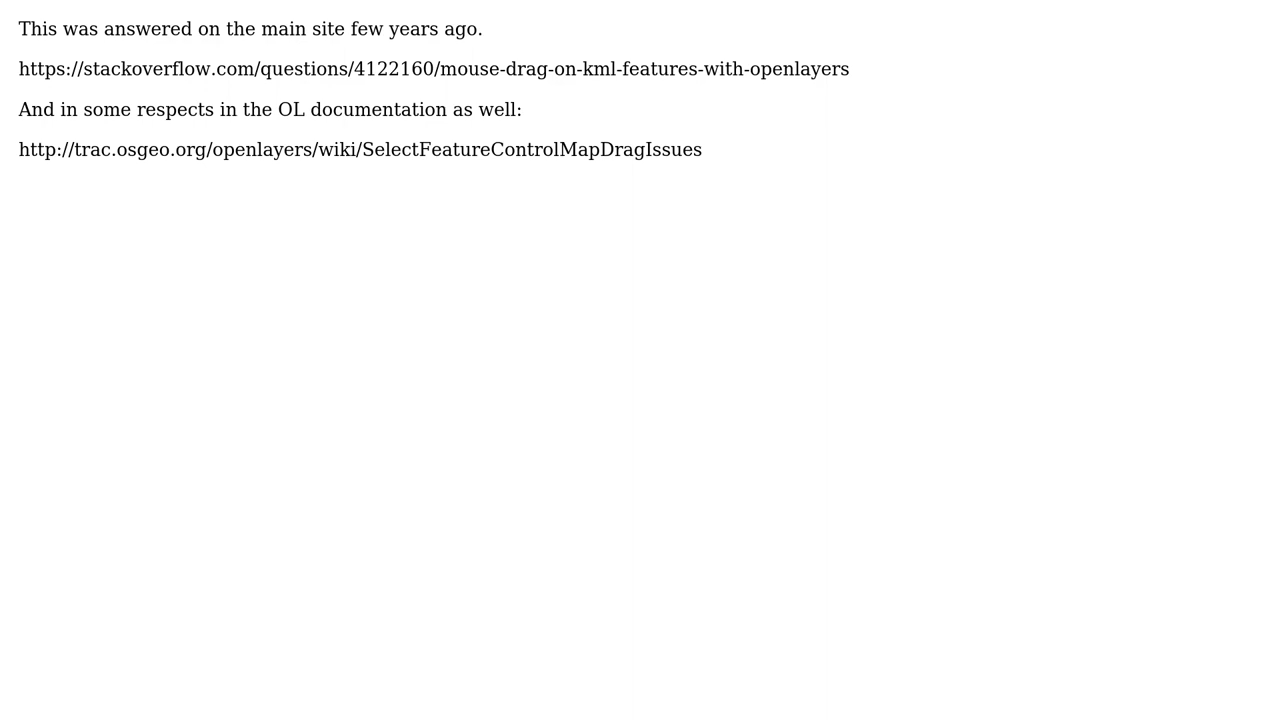 This was answered on the main site few years ago.
https://stackoverflow.com/questions/4122160/mouse-drag-on-kml-features-with-openlayers
And in some respects in the OL documentation as well:
http://trac.osgeo.org/openlayers/wiki/SelectFeatureControlMapDragIssues